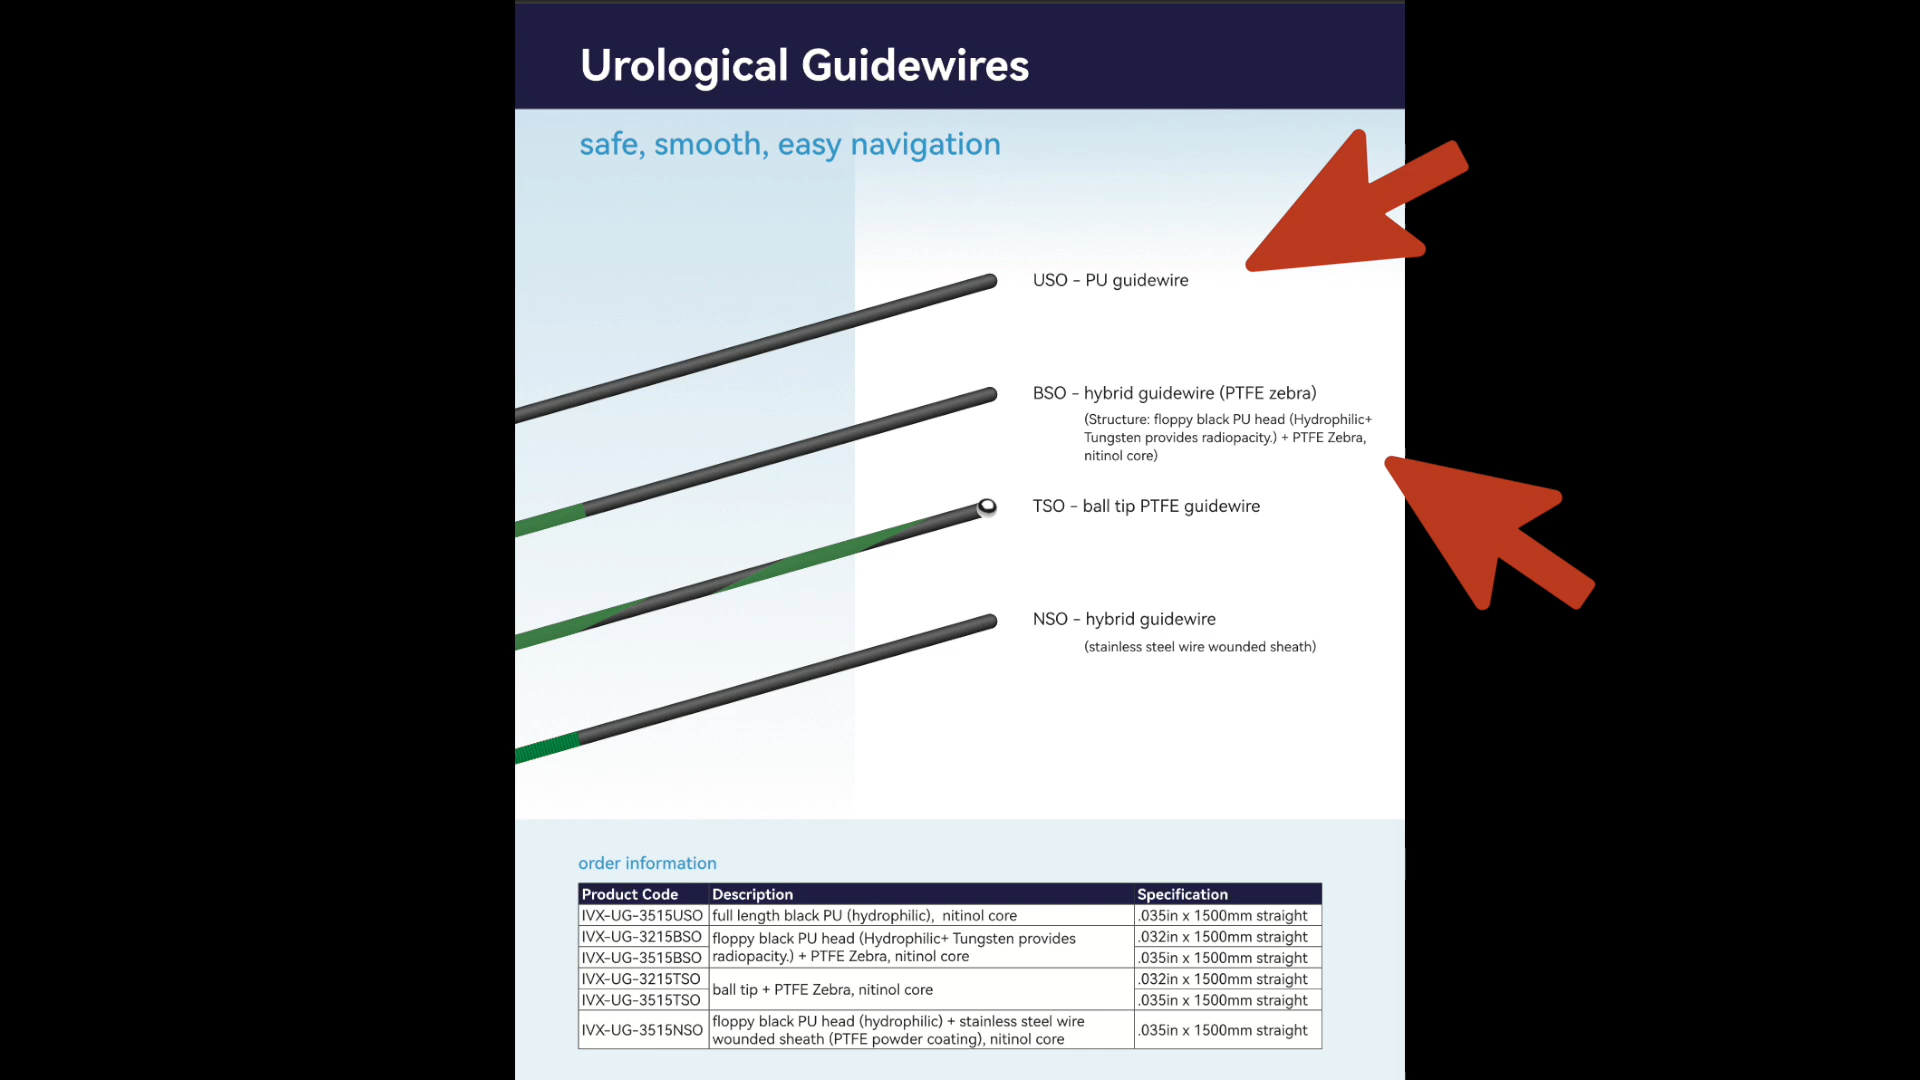 Urological Guidewires
safe, smooth, easy navigation
USO - PU guidewire
BSO - hybrid guidewire (PTFE zebra)
(Structure: floppy black PU head (Hydrophilic+
Tungsten provides radiopacity.) + PTFE Zebra,
nitinol core)
TSO - ball tip PTFE guidewire
NSO - hybrid guidewire
(stainless steel wire wounded sheath)
order information
Product Code Description Specification
IVX-UG-3515USO full length black PU (hydrophilic), nitinol core .035in x 1500mm straight
IVX-UG-3215BSO floppy black PU head (Hydrophilic+ Tungsten provides .032in x 1500mm straight
IVX-UG-3515BSO radiopacity.) + PTFE Zebra, nitinol core .035in x 1500mm straight
IVX-UG-3215TSO .032in x 1500mm straight
ball tip + PTFE Zebra, nitinol core
IVX-UG-3515TSO .035in x 1500mm straight
floppy black PU head (hydrophilic) + stainless steel wire
IVX-UG-3515NSO .035in x 1500mm straight
wounded sheath (PTFE powder coating), nitinol core